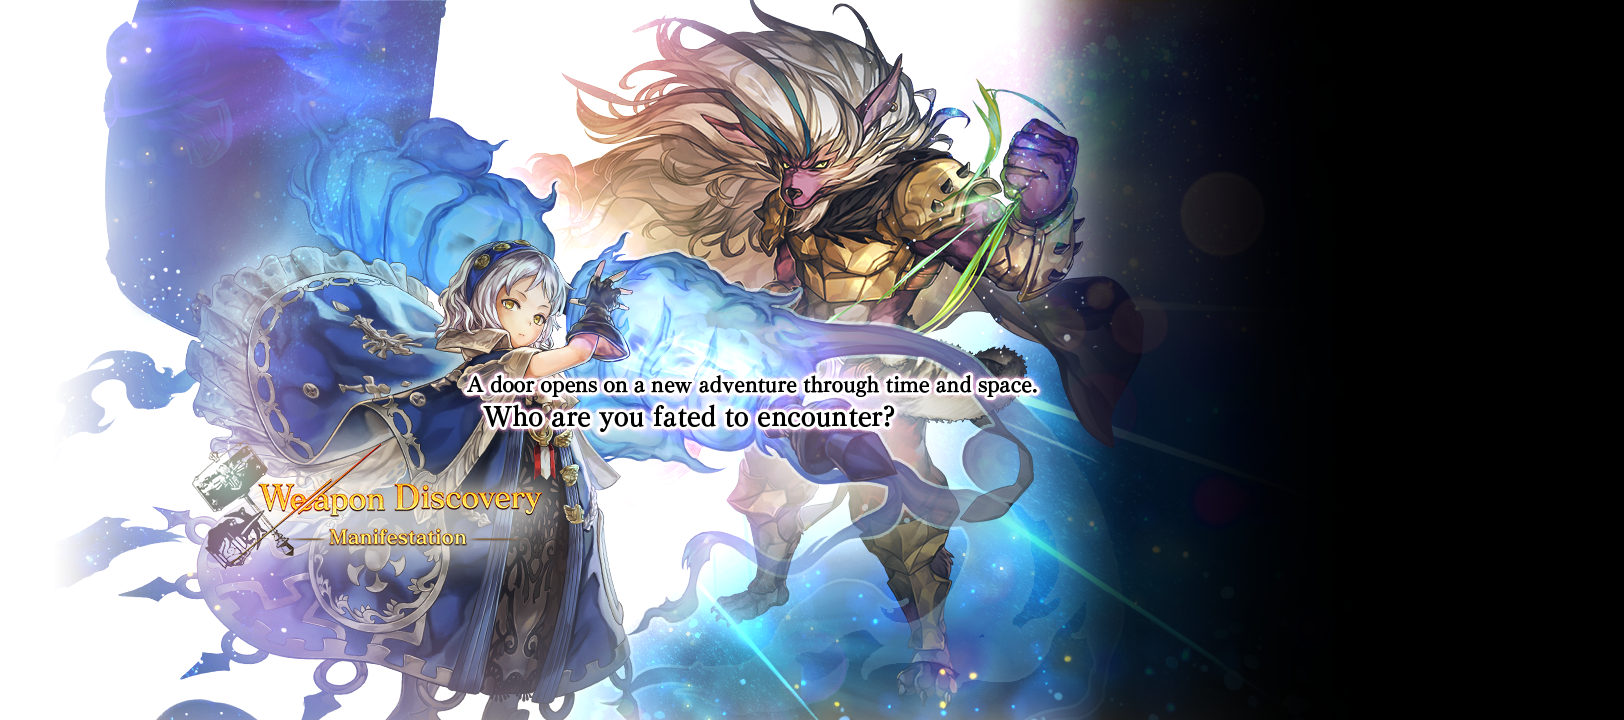 A door opens on a new adventure through time and space.
Who are you fated to encounter?
Weapon Discovery
Manifestation